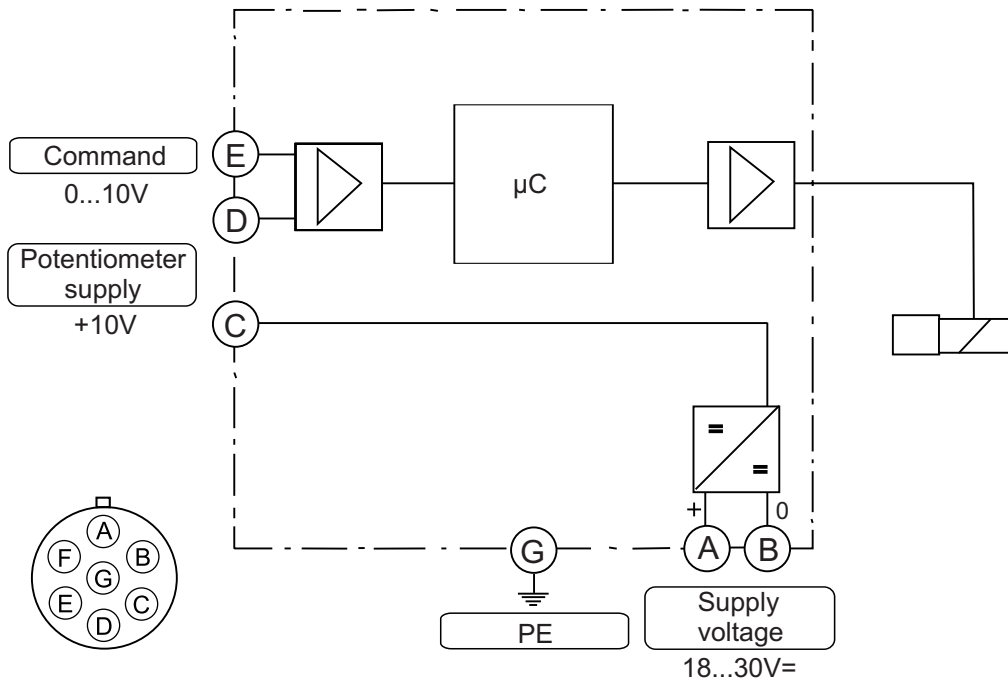 E
Command
0...10V
µC
D
Potentiometer
supply
+10V
C
=
=
+
0
A
B
G
PE
Supply
voltage
18...30V=
A
F
B
G
E
C
D